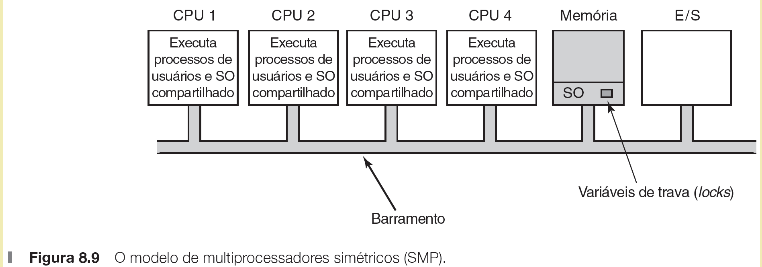 CPU 1
CPU 2
CPU 3
CPU 4
Memória
E/S
Executa
processos de
usuários e SO
compartilhado
Executa
processos de
usuários e SO
compartilhado
Executa
processos de
usuários e SO
compartilhado
Executa
processos de
usuários e SO
compartilhado
SO
Variáveis de trava (locks)
Barramento
Figura 8.9 O modelo de multiprocessadores simétricos (SMP).